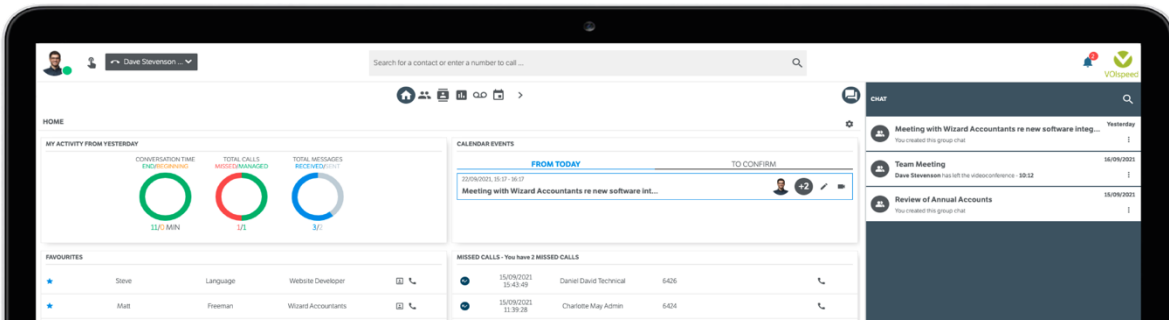 Dave Stevenson ...
Search for a contact or enter a number to call ...
2
VOIspeed
HOME
MY ACTIVITY FROM YESTERDAY
CONVERSATION TIME
END/BEGINNING
TOTAL CALLS
MISSED/MANAGED
TOTAL MESSAGES
RECEIVED/SENT
11/0 MIN
1/1
3/2
CALENDAR EVENTS
FROM TODAY
TO CONFIRM
22/09/2021, 15:17 - 16:17
Meeting with Wizard Accountants re new software int...
+2
CHAT
Meeting with Wizard Accountants re new software integ...
Yesterday
You created this group chat
Team Meeting
16/09/2021
Dave Stevenson has left the videoconference - 10:12
Review of Annual Accounts
15/09/2021
You created this group chat
FAVOURITES
Steve Language Website Developer
Matt Freeman Wizard Accountants
MISSED CALLS - You have 2 MISSED CALLS
15/09/2021
15:43:49
Daniel David Technical 6426
15/09/2021
11:39:28
Charlotte May Admin 6424